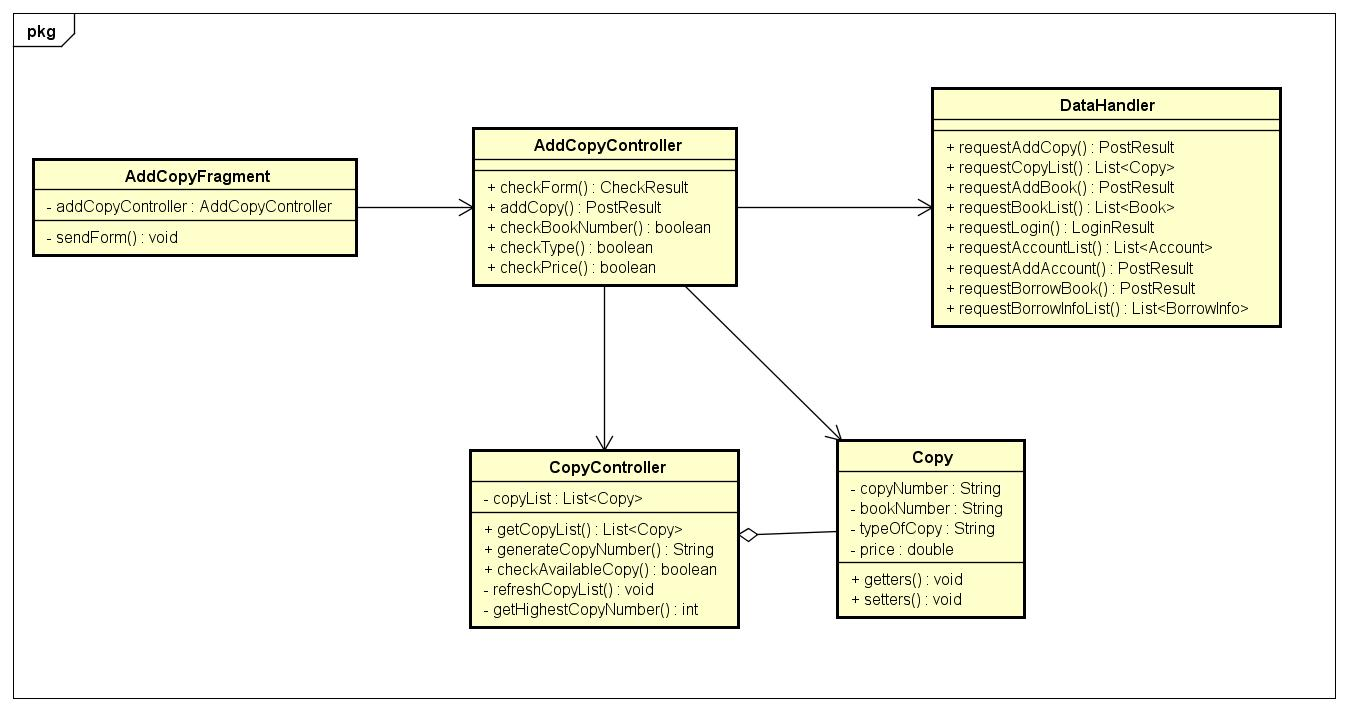 pkg
AddCopyFragment
- addCopyController : AddCopyController
- sendForm() : void
AddCopyController
+ checkForm() : CheckResult
+ addCopy() : PostResult
+ checkBookNumber() : boolean
+ checkType() : boolean
+ checkPrice() : boolean
DataHandler
+ requestAddCopy() : PostResult
+ requestCopyList() : List<Copy>
+ requestAddBook() : PostResult
+ requestBookList() : List<Book>
+ requestLogin() : LoginResult
+ requestAccountList() : List<Account>
+ requestAddAccount() : PostResult
+ requestBorrowBook() : PostResult
+ requestBorrowInfoList() : List<BorrowInfo>
CopyController
- copyList : List<Copy>
+ getCopyList() : List<Copy>
+ generateCopyNumber() : String
+ checkAvailableCopy() : boolean
- refreshCopyList() : void
- getHighestCopyNumber() : int
Copy
- copyNumber : String
- bookNumber : String
- typeOfCopy : String
- price : double
+ getters() : void
+ setters() : void